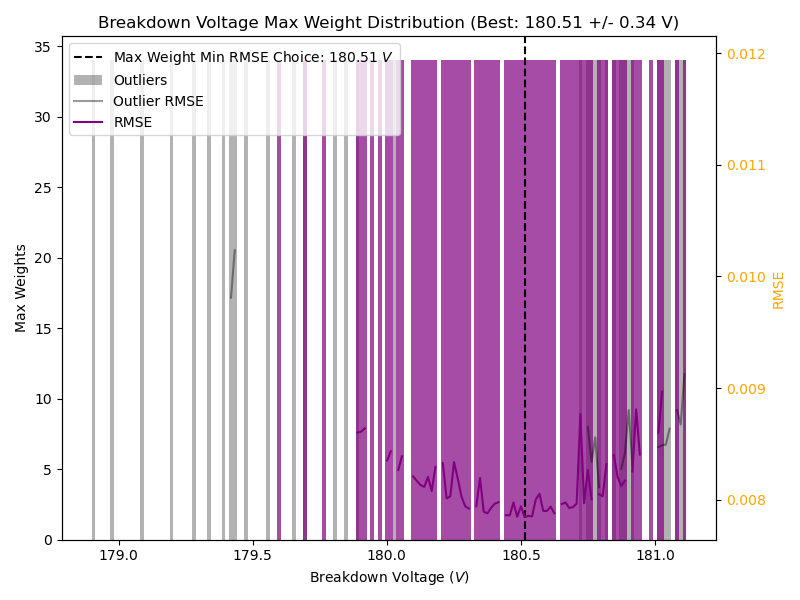 Breakdown Voltage Max Weight Distribution (Best: 180.51 +/- 0.34 V)
Max Weight Min RMSE Choice: 180.51 V
Outliers
Outlier RMSE
RMSE
35
30
25
20
15
10
5
0
Max Weights
0.012
0.011
0.010
0.009
0.008
RMSE
179.0
179.5
180.0
180.5
181.0
Breakdown Voltage (V)